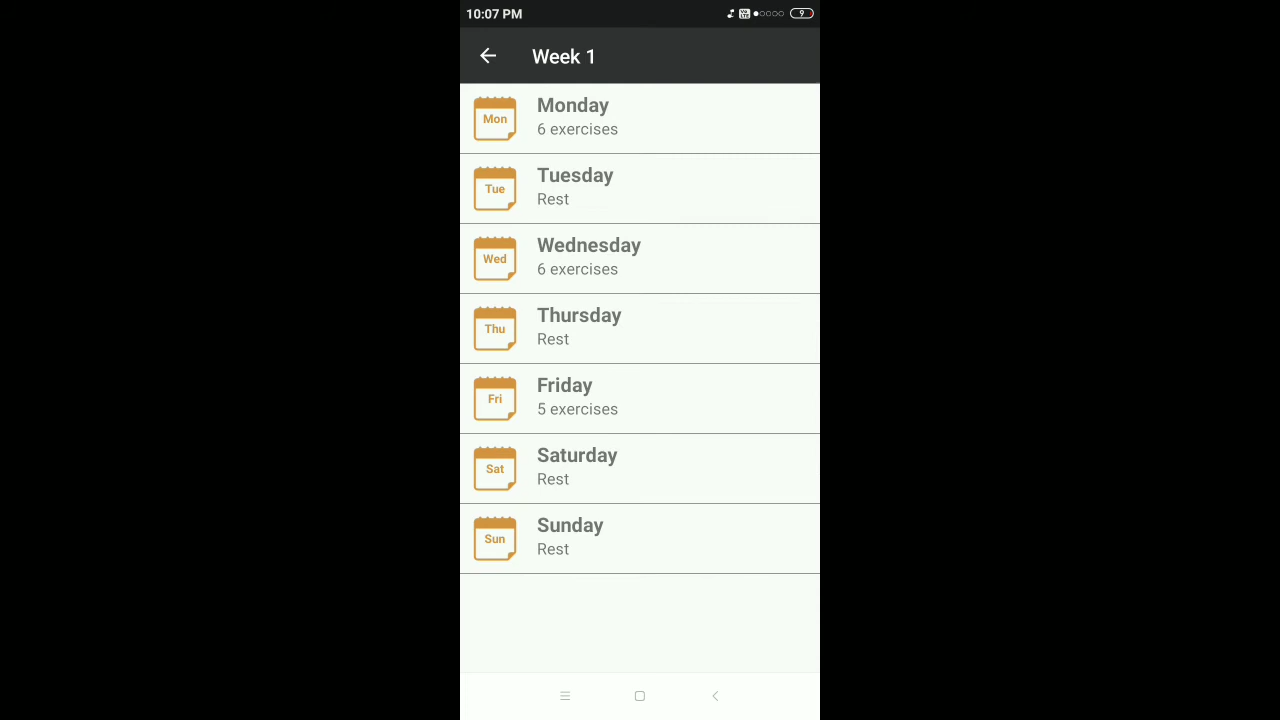 10:07 PM
9
Week 1
Mon
Monday
6 exercises
Tue
Tuesday
Rest
Wed
Wednesday
6 exercises
Thu
Thursday
Rest
Fri
Friday
5 exercises
Sat
Saturday
Rest
Sun
Sunday
Rest